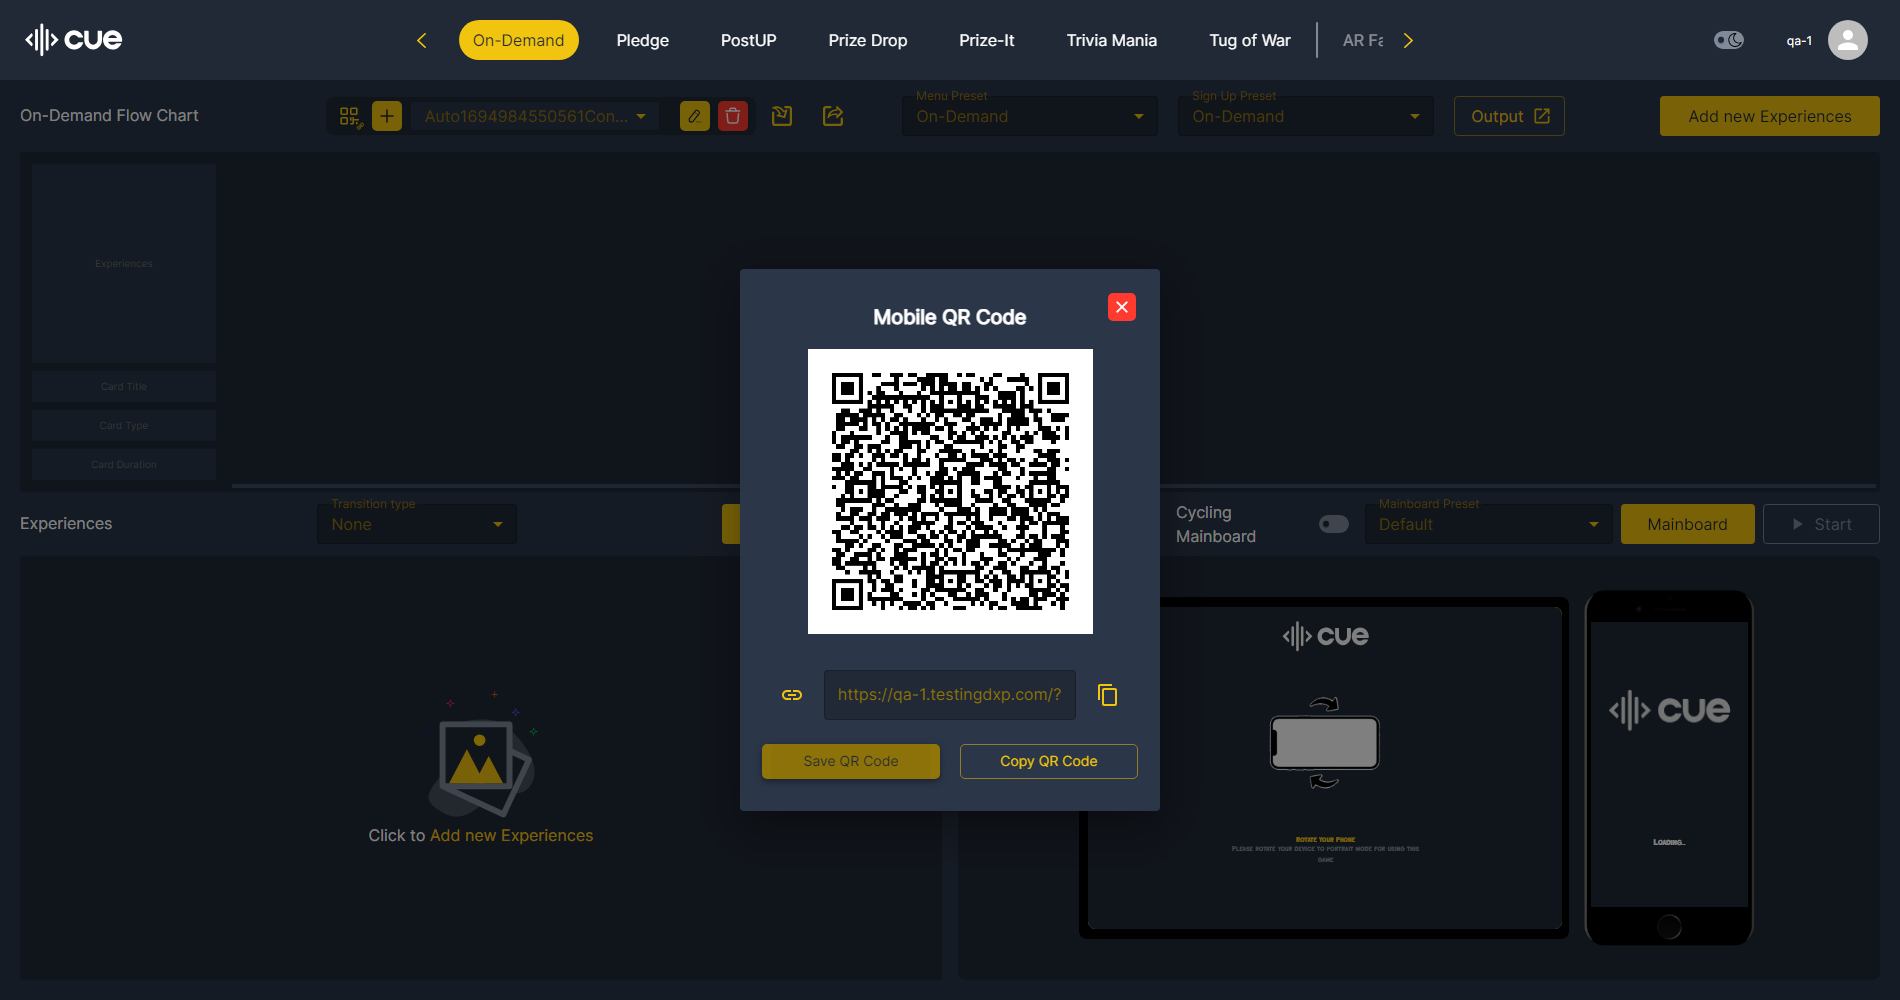 cue
On-Demand
Pledge
PostUP
Prize Drop
Prize-It
Trivia Mania
Tug of War
AR Fa
qa-1
On-Demand Flow Chart
Auto1694984550561Con...
Menu Preset
On-Demand
Sign Up Preset
On-Demand
Output
Add new Experiences
Experiences
Card Title
Card Type
Card Duration
Mobile QR Code
https://qa-1.testingdxp.com/?
Save QR Code
Copy QR Code
Experiences
Transition type
None
Cycling
Mainboard
Mainboard Preset
Default
Mainboard
Start
Click to Add new Experiences
cue
Rotate your phone
Please rotate your device to portrait mode for using this
game
cue
Loading..